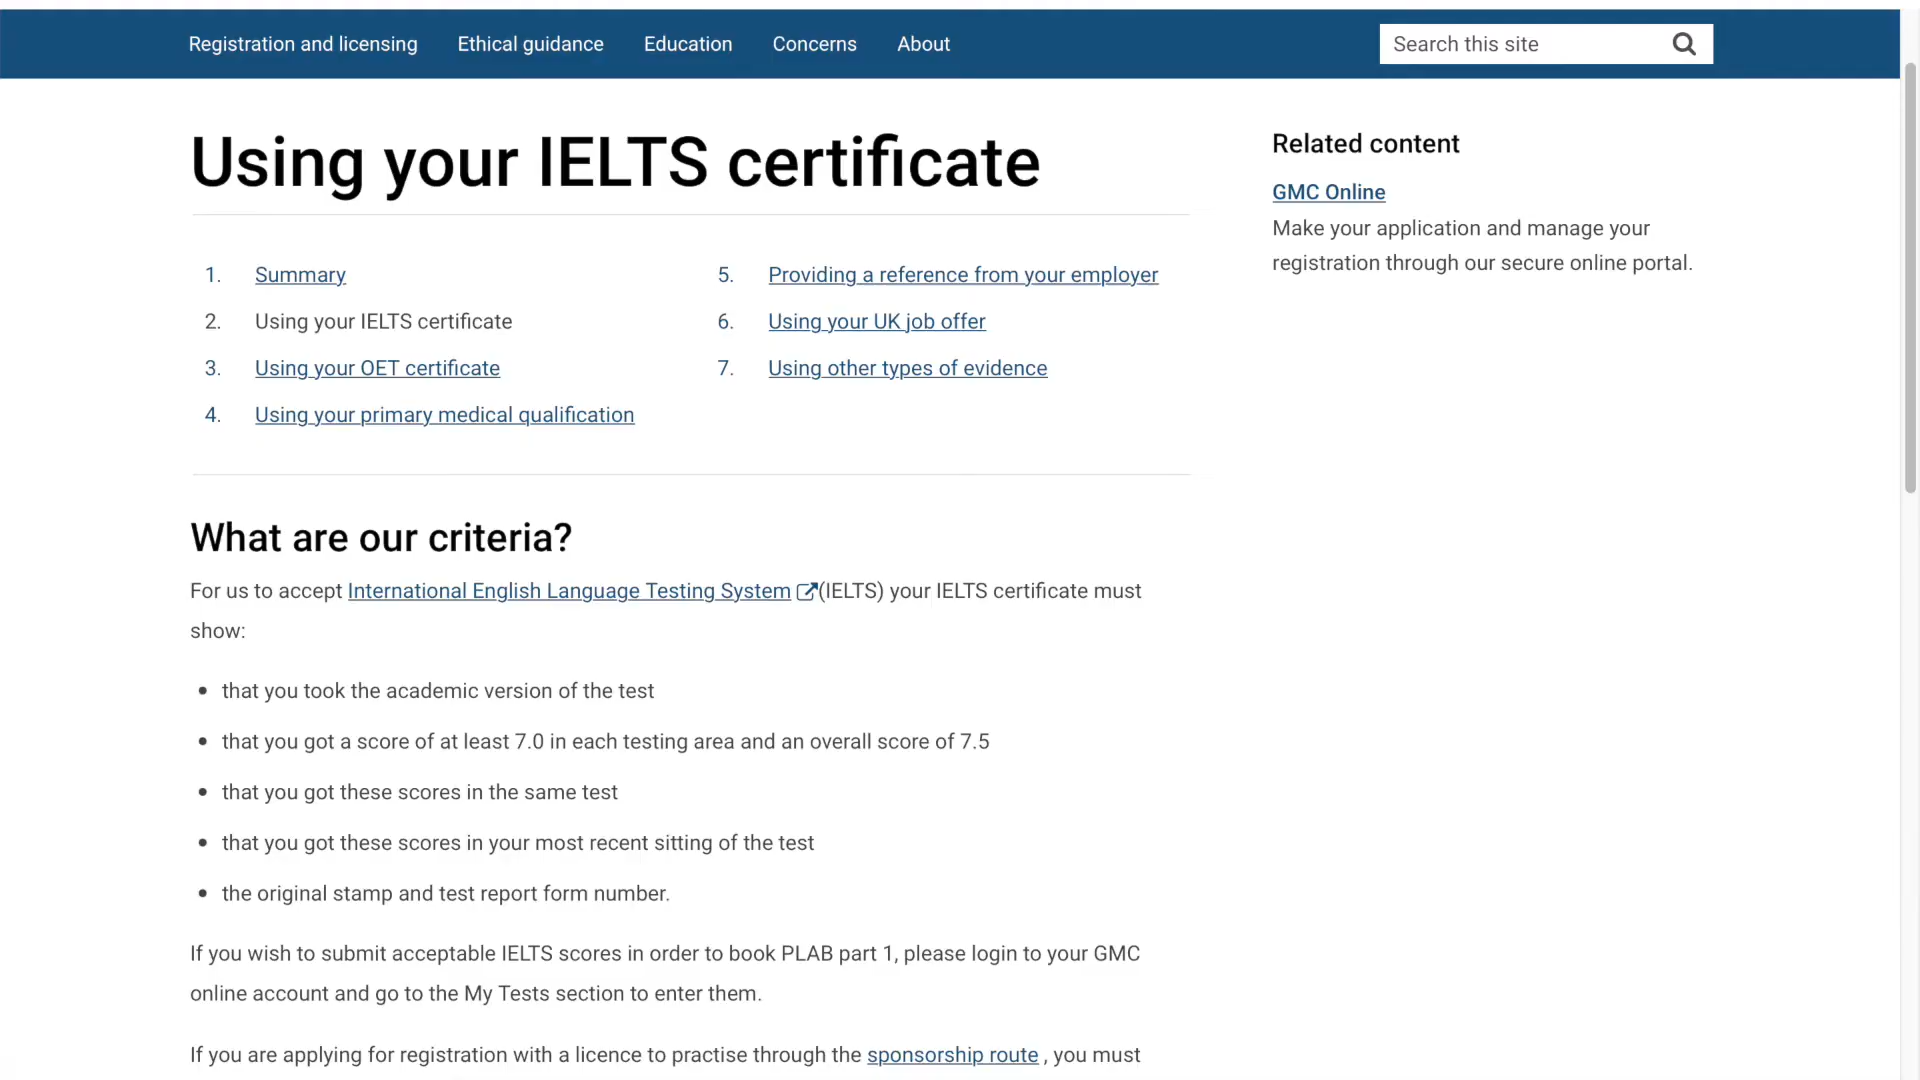 Registration and licensing Ethical guidance Education Concerns About Search this site
Using your IELTS certificate
1. Summary
2. Using your IELTS certificate
3. Using your OET certificate
4. Using your primary medical qualification
5. Providing a reference from your employer
6. Using your UK job offer
7. Using other types of evidence
What are our criteria?
For us to accept International English Language Testing System (IELTS) your IELTS certificate must
show:
• that you took the academic version of the test
• that you got a score of at least 7.0 in each testing area and an overall score of 7.5
• that you got these scores in the same test
• that you got these scores in your most recent sitting of the test
• the original stamp and test report form number.
If you wish to submit acceptable IELTS scores in order to book PLAB part 1, please login to your GMC
online account and go to the My Tests section to enter them.
If you are applying for registration with a licence to practise through the sponsorship route , you must
Related content
GMC Online
Make your application and manage your
registration through our secure online portal.